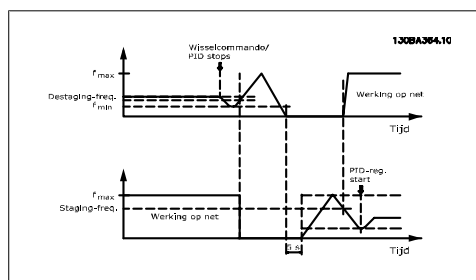 130BA364.10
Wisselcommando/
PID stops
fmax
Destaging-freq.
fmin
Werking op net
Tijd
PID-reg.
start
fmax
Staging-freq.
Werking op net
5 s
Tijd